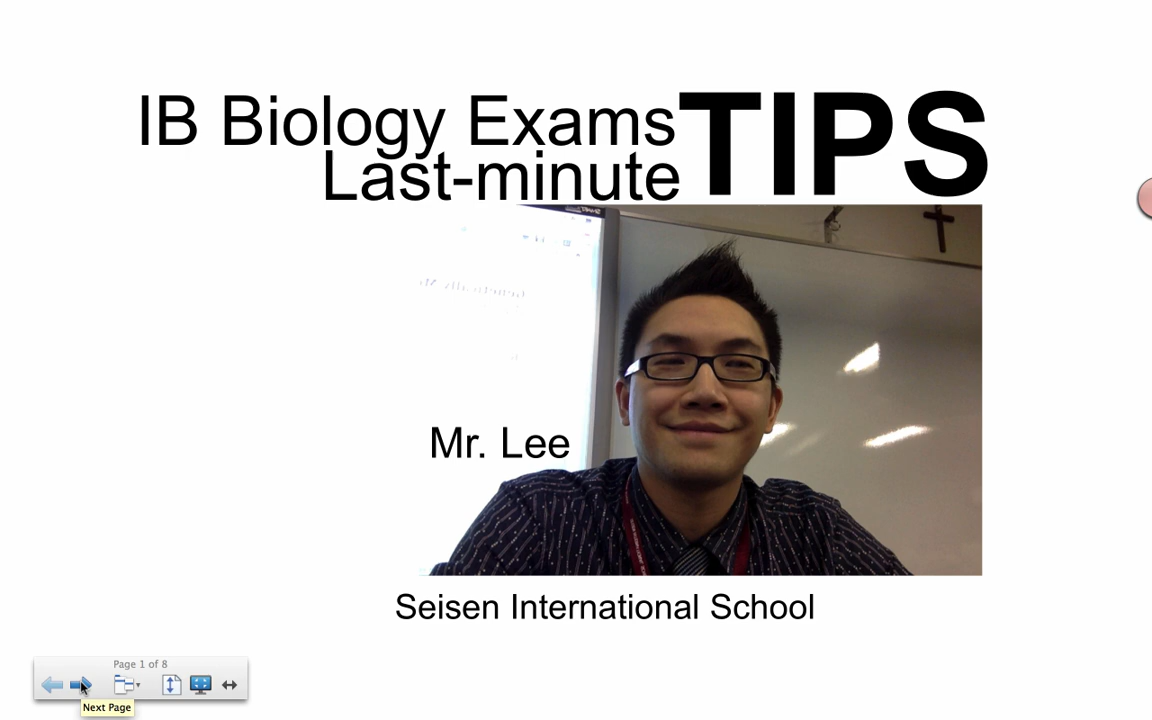 IB Biology Exams
Last-minute
TIPS
Mr. Lee
Seisen International School
Page 1 of 8
Next Page